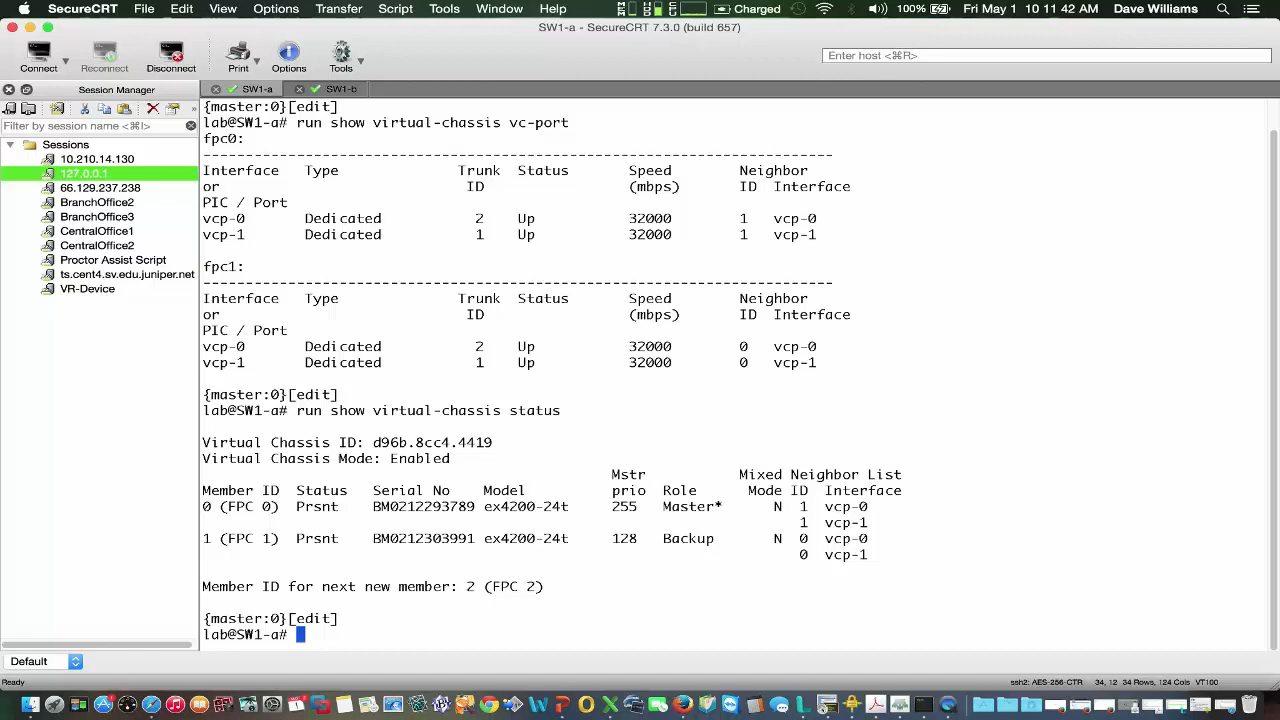 SecureCRT File Edit View Options Transfer Script Tools Window Help Charged 100% Fri May 1 10:11:42 AM Dave Williams
SW1-a - SecureCRT 7.3.0 (build 657)
Connect Reconnect Disconnect Print Options Tools
Enter host <⌘R>
Session Manager
SW1-a SW1-b
Filter by session name <⌘I>
Sessions
10.210.14.130
127.0.0.1
66.129.237.238
BranchOffice2
BranchOffice3
CentralOffice1
CentralOffice2
Proctor Assist Script
ts.cent4.sv.edu.juniper.net
VR-Device
{master:0}[edit]
lab@SW1-a# run show virtual-chassis vc-port
fpc0:
--------------------------------------------------------------------------
Interface Type Trunk Status Speed Neighbor
or ID (mbps) ID Interface
PIC / Port
vcp-0 Dedicated 2 Up 32000 1 vcp-0
vcp-1 Dedicated 1 Up 32000 1 vcp-1
fpc1:
--------------------------------------------------------------------------
Interface Type Trunk Status Speed Neighbor
or ID (mbps) ID Interface
PIC / Port
vcp-0 Dedicated 2 Up 32000 0 vcp-0
vcp-1 Dedicated 1 Up 32000 0 vcp-1
{master:0}[edit]
lab@SW1-a# run show virtual-chassis status
Virtual Chassis ID: d96b.8cc4.4419
Virtual Chassis Mode: Enabled
Mstr Mixed Neighbor List
Member ID Status Serial No Model prio Role Mode ID Interface
0 (FPC 0) Prsnt BM0212293789 ex4200-24t 255 Master* N 1 vcp-0
1 vcp-1
1 (FPC 1) Prsnt BM0212303991 ex4200-24t 128 Backup N 0 vcp-0
0 vcp-1
Member ID for next new member: 2 (FPC 2)
{master:0}[edit]
lab@SW1-a#
Default
Ready ssh2: AES-256-CTR 34, 12 34 Rows, 124 Cols VT100